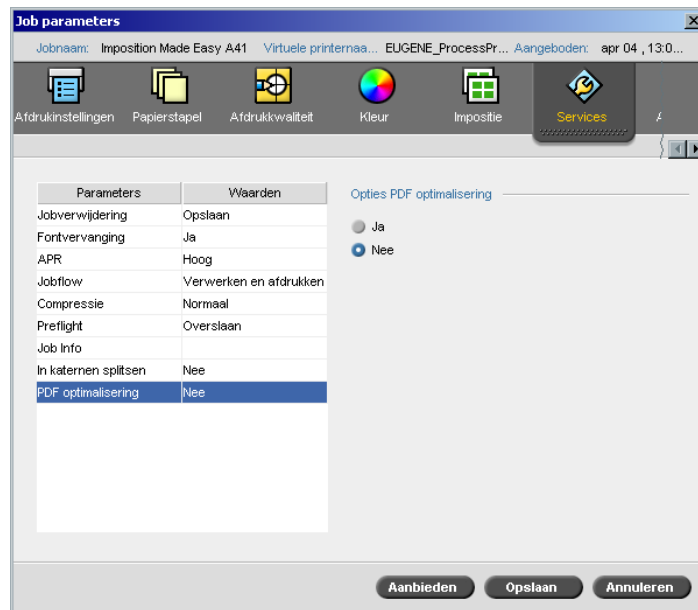 Job parameters
Jobnaam: Imposition Made Easy A41 Virtuele printernaa... EUGENE_ProcessPr... Aangeboden: apr 04 , 13:0...
Afdrukinstellingen Papierstapel Afdrukkwaliteit Kleur Impositie Services
Parameters Waarden
Jobverwijdering Opslaan
Fontvervanging Ja
APR Hoog
Jobflow Verwerken en afdrukken
Compressie Normaal
Preflight Overslaan
Job Info
In katernen splitsen Nee
PDF optimalisering Nee
Opties PDF optimalisering
Ja
Nee
Aanbieden Opslaan Annuleren